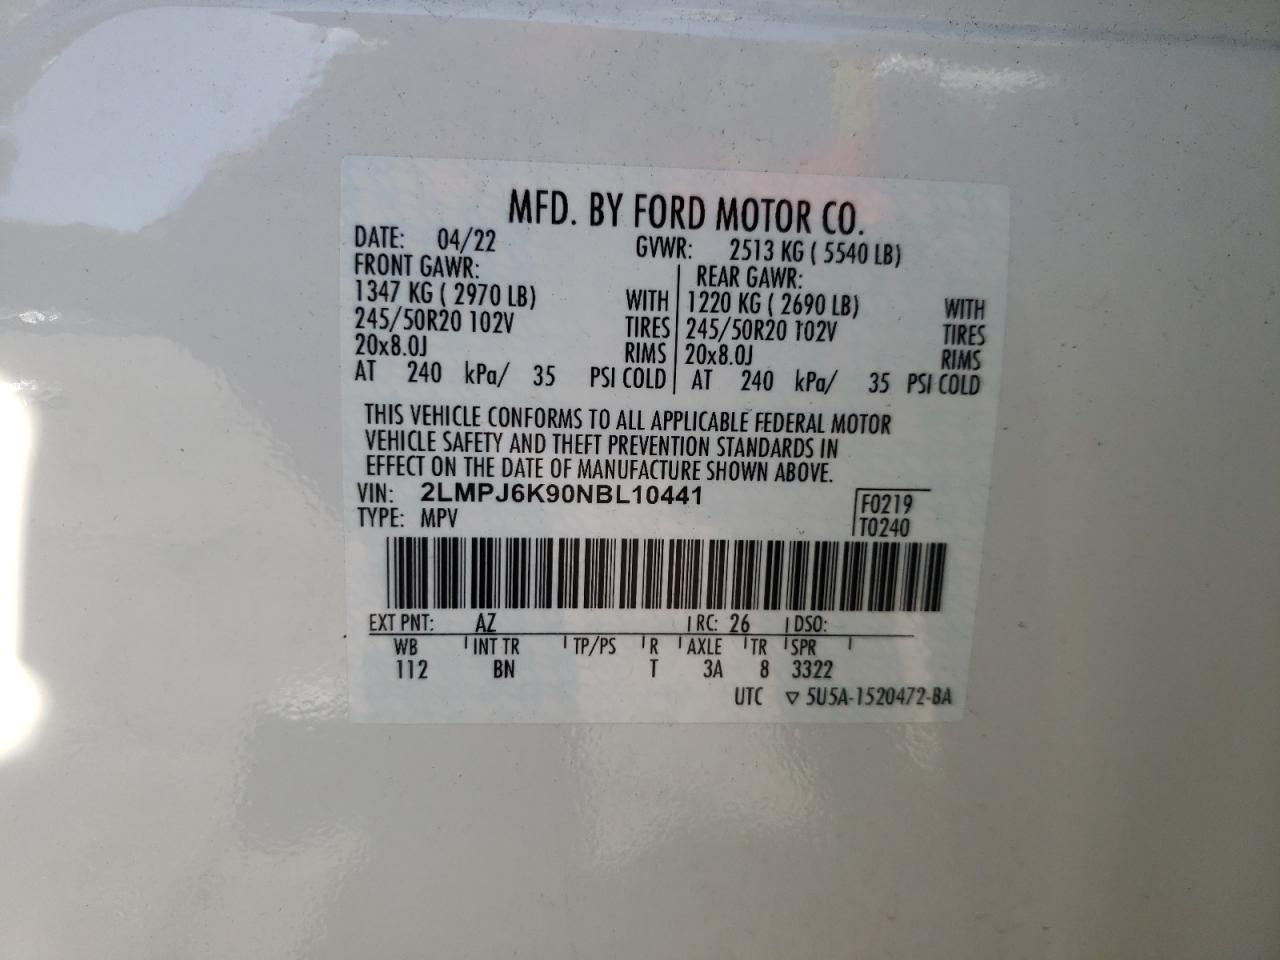 MFD. BY FORD MOTOR CO.
DATE: 04/22 GVWR: 2513 KG ( 5540 LB)
FRONT GAWR: REAR GAWR:
1347 KG ( 2970 LB) WITH 1220 KG ( 2690 LB) WITH
245/50R20 102V TIRES 245/50R20 102V TIRES
20x8.0J RIMS 20x8.0J RIMS
AT 240 kPa/ 35 PSI COLD AT 240 kPa/ 35 PSI COLD
THIS VEHICLE CONFORMS TO ALL APPLICABLE FEDERAL MOTOR
VEHICLE SAFETY AND THEFT PREVENTION STANDARDS IN
EFFECT ON THE DATE OF MANUFACTURE SHOWN ABOVE.
VIN: 2LMPJ6K90NBL10441 F0219
TYPE: MPV T0240
EXT PNT: AZ RC: 26 DSO:
WB INT TR TP/PS R AXLE TR SPR
112 BN T 3A 8 3322
UTC ▽ 5U5A-1520472-BA